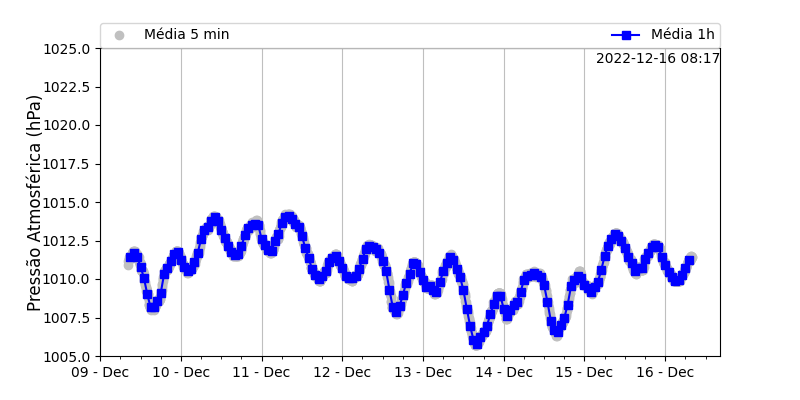 Média 5 min
Média 1h
2022-12-16 08:17
Pressão Atmosférica (hPa)
1025.0
1022.5
1020.0
1017.5
1015.0
1012.5
1010.0
1007.5
1005.0
09 - Dec
10 - Dec
11 - Dec
12 - Dec
13 - Dec
14 - Dec
15 - Dec
16 - Dec